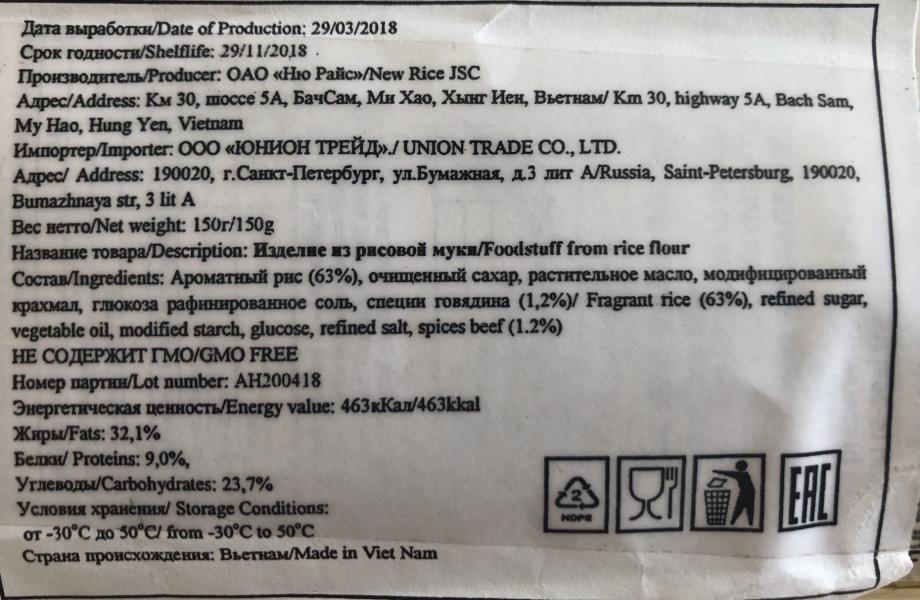 Дата выработки/Date of Production: 29/03/2018
Срок годности/Shelflife: 29/11/2018
Производитель/Producer: ОАО «Ню Райс»/New Rice JSC
Адрес/Address: Км 30, шоссе 5А, БачСам, Ми Хао, Хынг Иен, Вьетнам/ Km 30, highway 5A, Bach Sam,
My Hao, Hung Yen, Vietnam
Импортер/Importer: ООО «ЮНИОН ТРЕЙД»./ UNION TRADE CO., LTD.
Адрес/ Address: 190020, г.Санкт-Петербург, ул.Бумажная, д.3 лит А/Russia, Saint-Petersburg, 190020,
Bumazhnaya str, 3 lit A
Вес нетто/Net weight: 150г/150g
Название товара/Description: Изделие из рисовой муки/Foodstuff from rice flour
Состав/Ingredients: Ароматный рис (63%), очищенный сахар, растительное масло, модифицированный
крахмал, глюкоза рафинированное соль, специи говядина (1,2%)/ Fragrant rice (63%), refined sugar,
vegetable oil, modified starch, glucose, refined salt, spices beef (1.2%)
НЕ СОДЕРЖИТ ГМО/GMO FREE
Номер партии/Lot number: AH200418
Энергетическая ценность/Energy value: 463кКал/463kkal
Жиры/Fats: 32,1%
Белки/ Proteins: 9,0%,
Углеводы/Carbohydrates: 23,7%
Условия хранения/ Storage Conditions:
от -30°C до 50°C/ from -30°C to 50°C
Страна происхождения: Вьетнам/Made in Viet Nam
2
HDPE
EAC